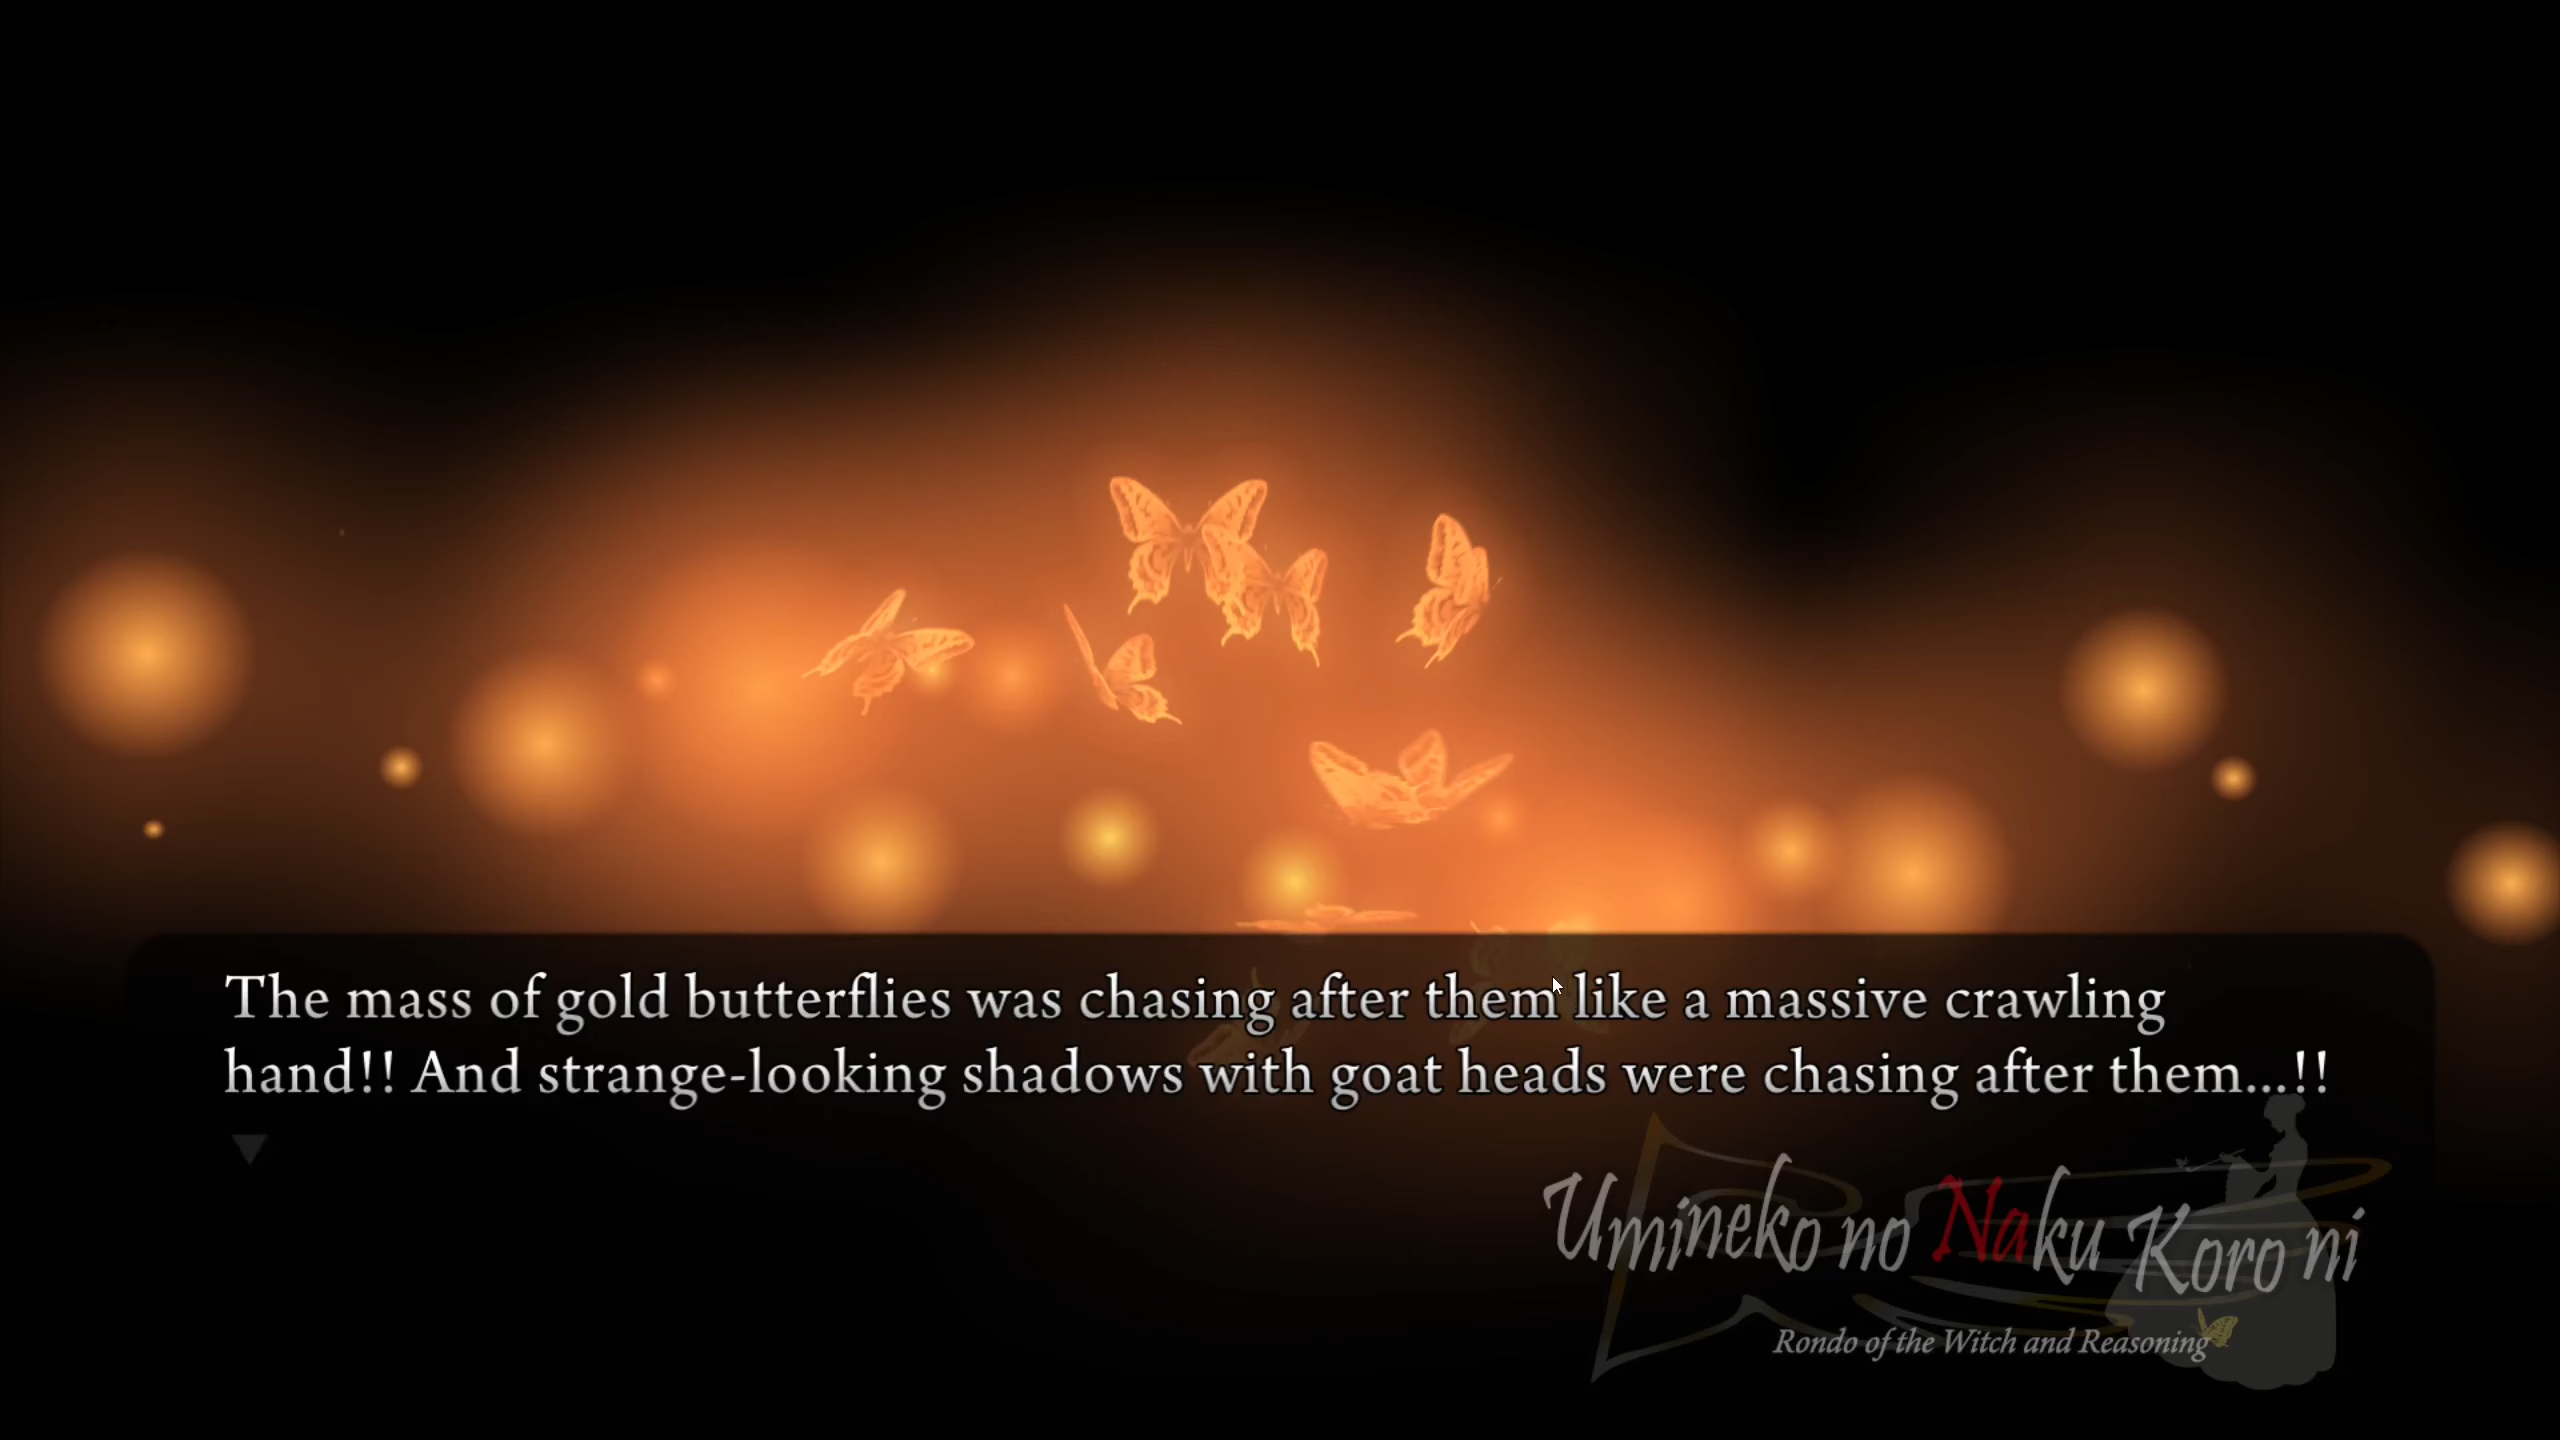 The mass of gold butterflies was chasing after them like a massive crawling
hand!! And strange-looking shadows with goat heads were chasing after them...!!
Umineko no Naku Koro ni
Rondo of the Witch and Reasoning